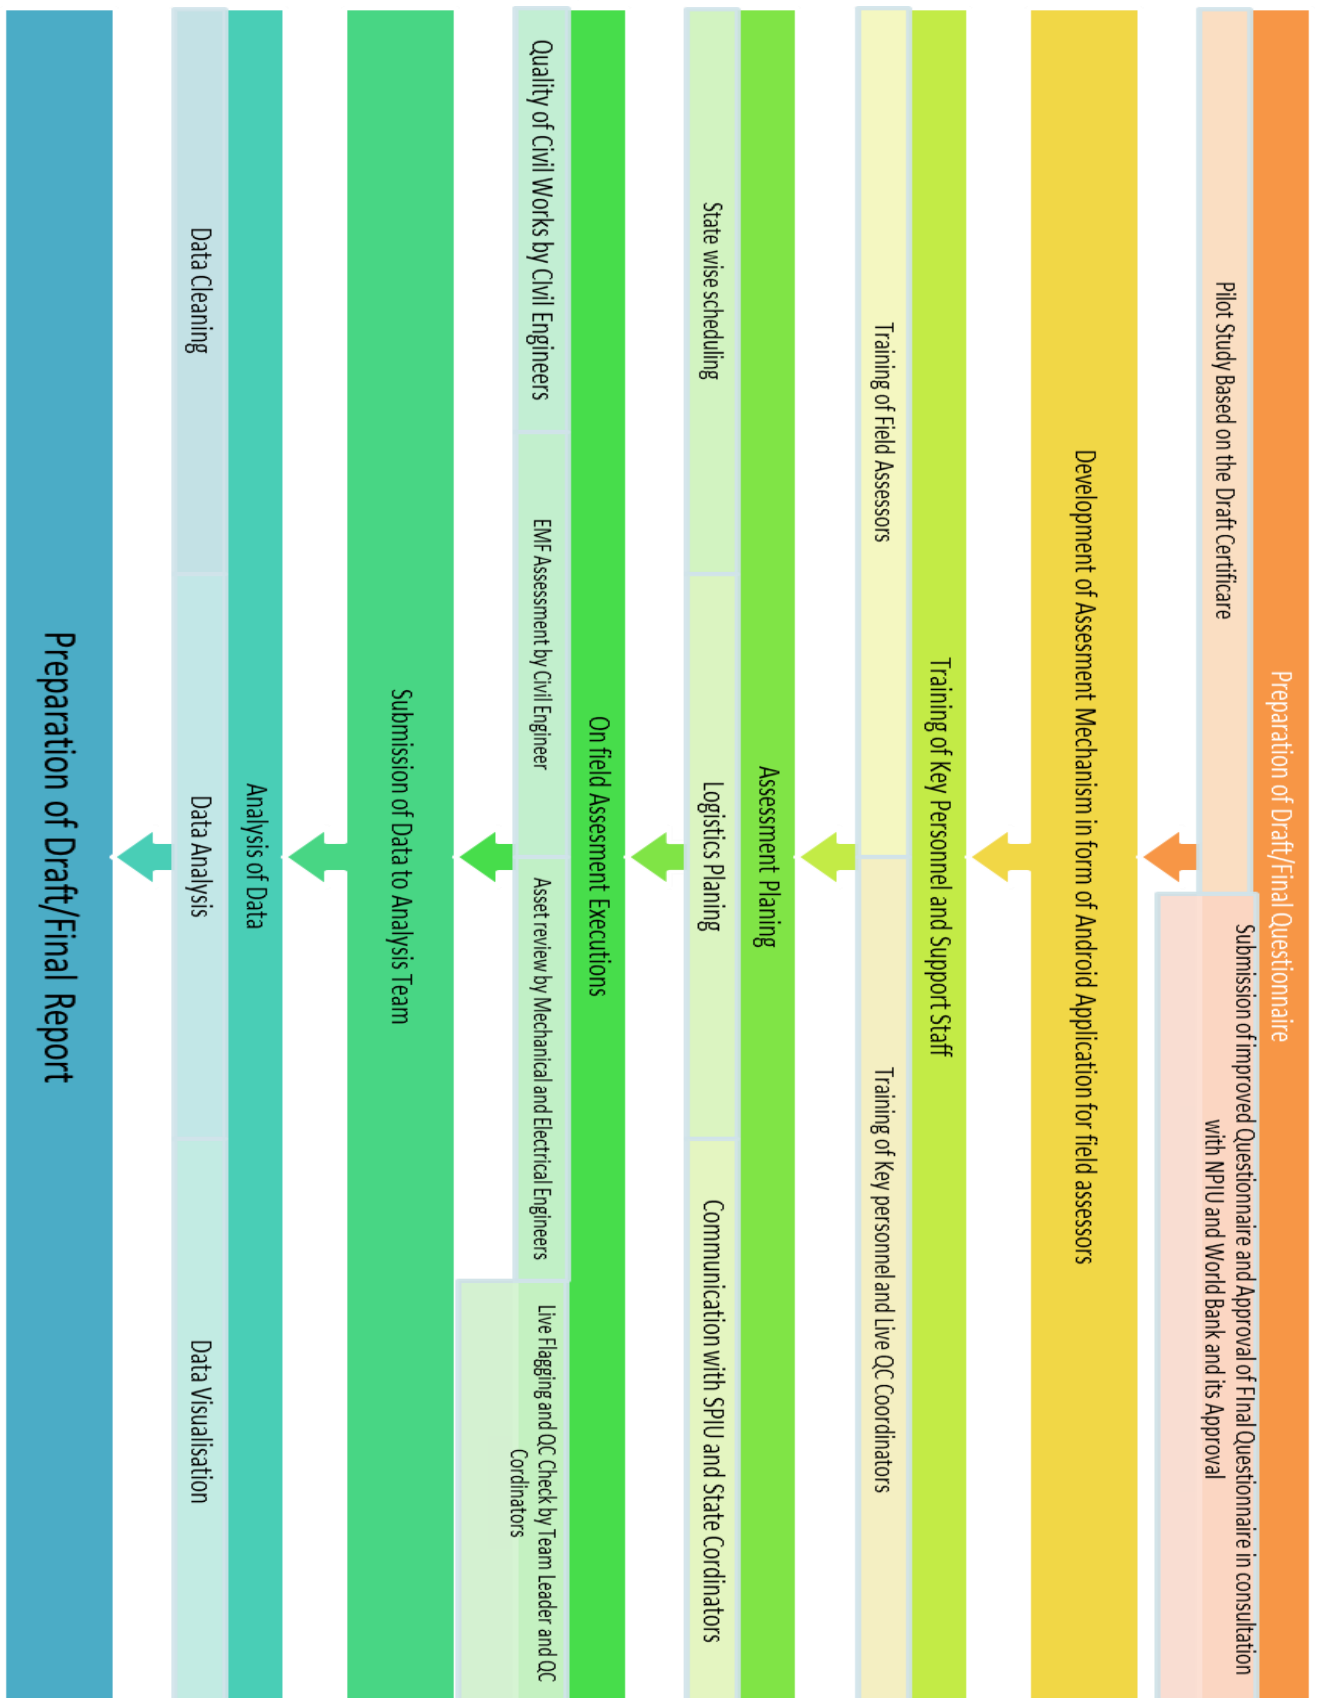 Preparation of Draft/Final Questionnaire
Pilot Study Based on the Draft Certificare
Submission of improved Questionnaire and Approval of FInal Questionnaire in consultation
with NPIU and World Bank and its Approval
Development of Assesment Mechanism in form of Android Application for field assessors
Training of Key Personnel and Support Staff
Training of Field Assessors
Training of Key personnel and Live QC Coordinators
Assessment Planing
State wise scheduling
Logistics Planing
Communication with SPIU and State Cordinators
On field Assesment Executions
Quality of Civil Works by CIvil Engineers
EMF Assessment by Civil Engineer
Asset review by Mechanical and Electrical Engineers
Live Flagging and QC Check by Team Leader and QC
Cordinators
Submission of Data to Analysis Team
Analysis of Data
Data Cleaning
Data Analysis
Data Visualisation
Preparation of Draft/Final Report